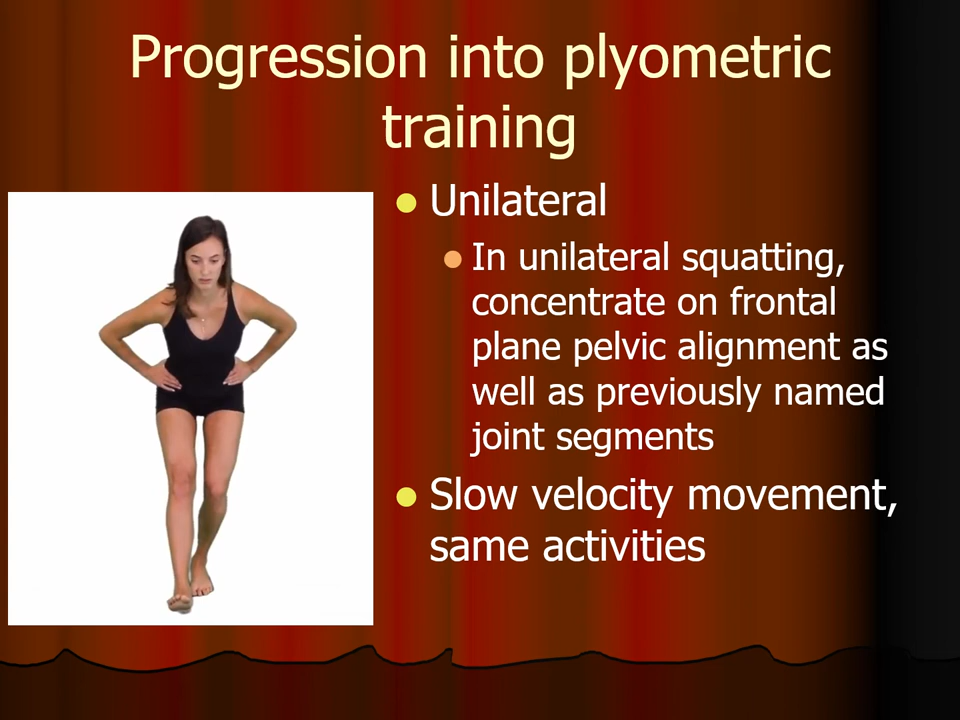 Progression into plyometric
training
Unilateral
In unilateral squatting,
concentrate on frontal
plane pelvic alignment as
well as previously named
joint segments
Slow velocity movement,
same activities